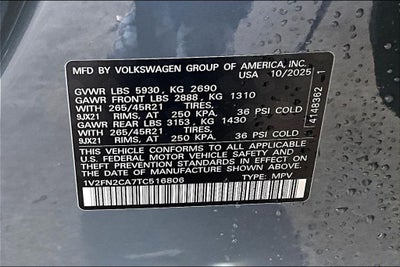 MFD BY VOLKSWAGEN GROUP OF AMERICA, INC.
USA 10/2025
GVWR LBS 5930 , KG 2690
GAWR FRONT LBS 2888 , KG 1310
WITH 265/45R21 TIRES,
9JX21 RIMS, AT 250 KPA. 36 PSI COLD
GAWR REAR LBS 3153 , KG 1430
WITH 265/45R21 TIRES,
9JX21 RIMS, AT 250 KPA. 36 PSI COLD
THIS VEHICLE CONFORMS TO ALL APPLICABLE
U.S. FEDERAL MOTOR VEHICLE SAFETY AND
THEFT PREVENTION STANDARDS IN EFFECT
ON THE DATE OF MANUFACTURE SHOWN ABOVE.
1V2FN2CA7TC516806 TYPE: MPV
4148362 1